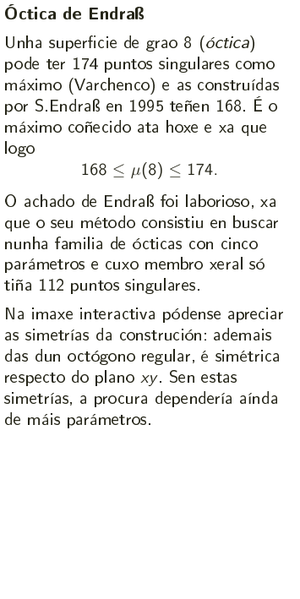 Óctica de Endraß
Unha superficie de grao 8 (óctica)
pode ter 174 puntos singulares como
máximo (Varchenco) e as construídas
por S.Endraß en 1995 teñen 168. É o
máximo coñecido ata hoxe e xa que
logo
168 ≤ μ(8) ≤ 174.
O achado de Endraß foi laborioso, xa
que o seu método consistiu en buscar
nunha familia de ócticas con cinco
parámetros e cuxo membro xeral só
tiña 112 puntos singulares.
Na imaxe interactiva pódense apreciar
as simetrías da construción: ademais
das dun octógono regular, é simétrica
respecto do plano xy. Sen estas
simetrías, a procura dependería aínda
de máis parámetros.